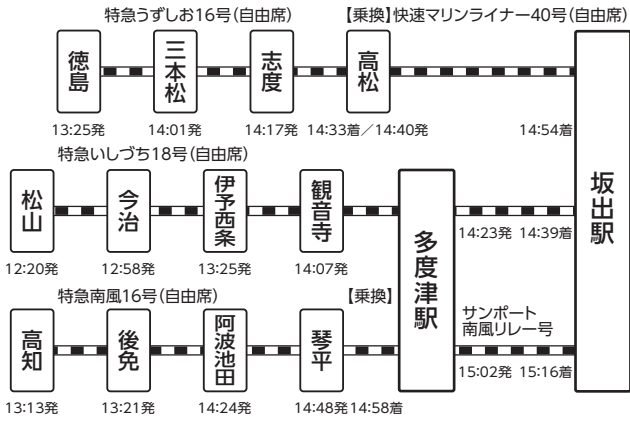 特急うずしお16号(自由席)
【乗換】快速マリンライナー40号(自由席)
徳島
三本松
志度
高松
13:25発
14:01発
14:17発
14:33着／14:40発
14:54着
特急いしづち18号(自由席)
松山
今治
伊予西条
観音寺
多度津駅
坂出駅
12:20発
12:58発
13:25発
14:07発
14:23発
14:39着
特急南風16号(自由席)
【乗換】
サンポート
南風リレー号
高知
後免
阿波池田
琴平
13:13発
13:21発
14:24発
14:48発
14:58着
15:02発
15:16着